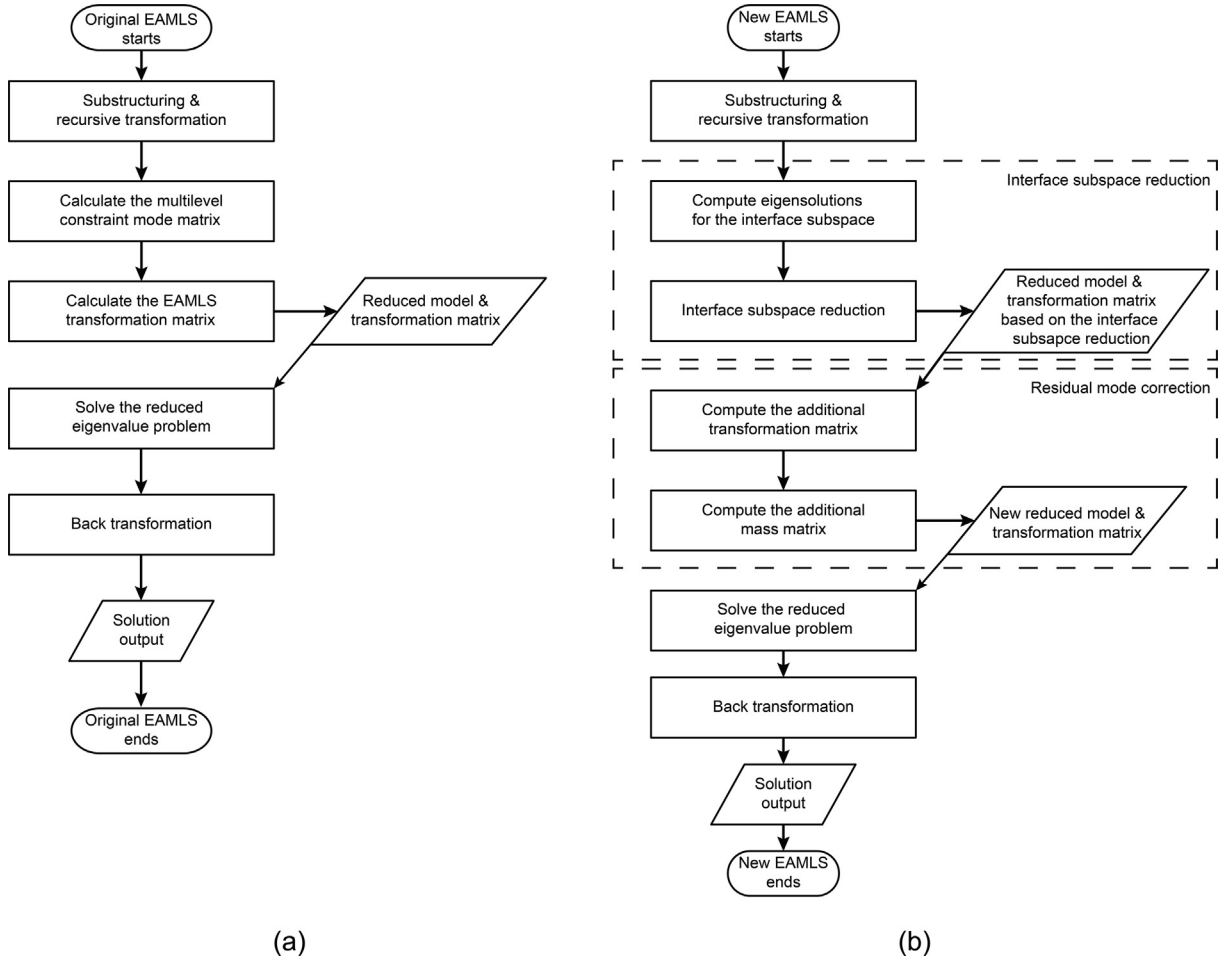 Original EAMLS
starts
Substructuring &
recursive transformation
Calculate the multilevel
constraint mode matrix
Calculate the EAMLS
transformation matrix
Reduced model &
transformation matrix
Solve the reduced
eigenvalue problem
Back transformation
Solution
output
Original EAMLS
ends
(a)
New EAMLS
starts
Substructuring &
recursive transformation
Interface subspace reduction
Compute eigensolutions
for the interface subspace
Interface subspace reduction
Reduced model &
transformation matrix
based on the interface
subsapce reduction
Residual mode correction
Compute the additional
transformation matrix
Compute the additional
mass matrix
New reduced model &
transformation matrix
Solve the reduced
eigenvalue problem
Back transformation
Solution
output
New EAMLS
ends
(b)